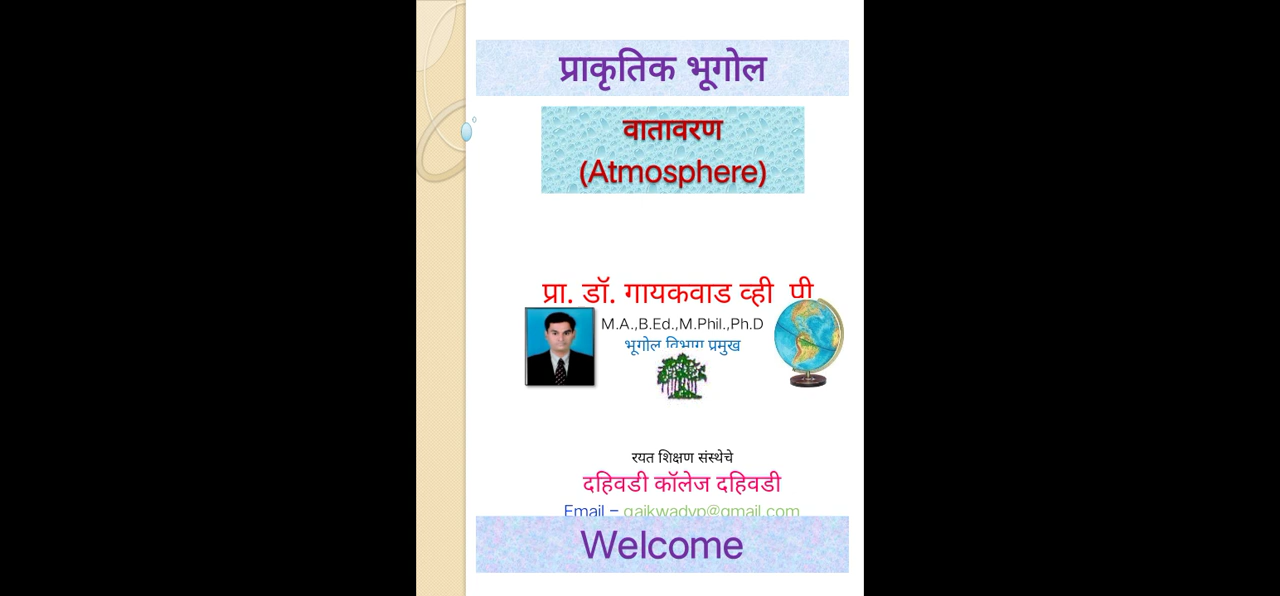 प्राकृतिक भूगोल
वातावरण
(Atmosphere)
प्रा. डॉ. गायकवाड व्ही पी
M.A.,B.Ed.,M.Phil.,Ph.D
भूगोल विभाग प्रमुख
रयत शिक्षण संस्थेचे
दहिवडी कॉलेज दहिवडी
Email – gaikwadvp@gmail.com
Welcome